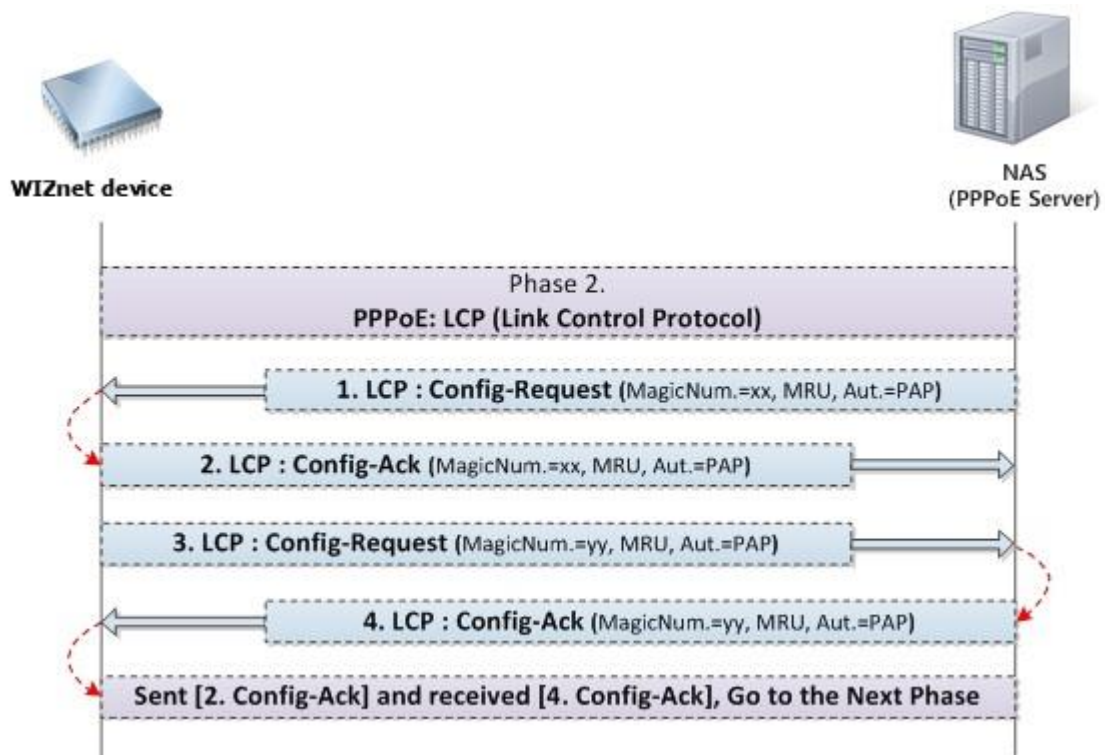 WIZnet device
NAS
(PPPoE Server)
Phase 2.
PPPoE: LCP (Link Control Protocol)
1. LCP : Config-Request (MagicNum.=xx, MRU, Aut.=PAP)
2. LCP : Config-Ack (MagicNum.=xx, MRU, Aut.=PAP)
3. LCP : Config-Request (MagicNum.=yy, MRU, Aut.=PAP)
4. LCP : Config-Ack (MagicNum.=yy, MRU, Aut.=PAP)
Sent [2. Config-Ack] and received [4. Config-Ack], Go to the Next Phase